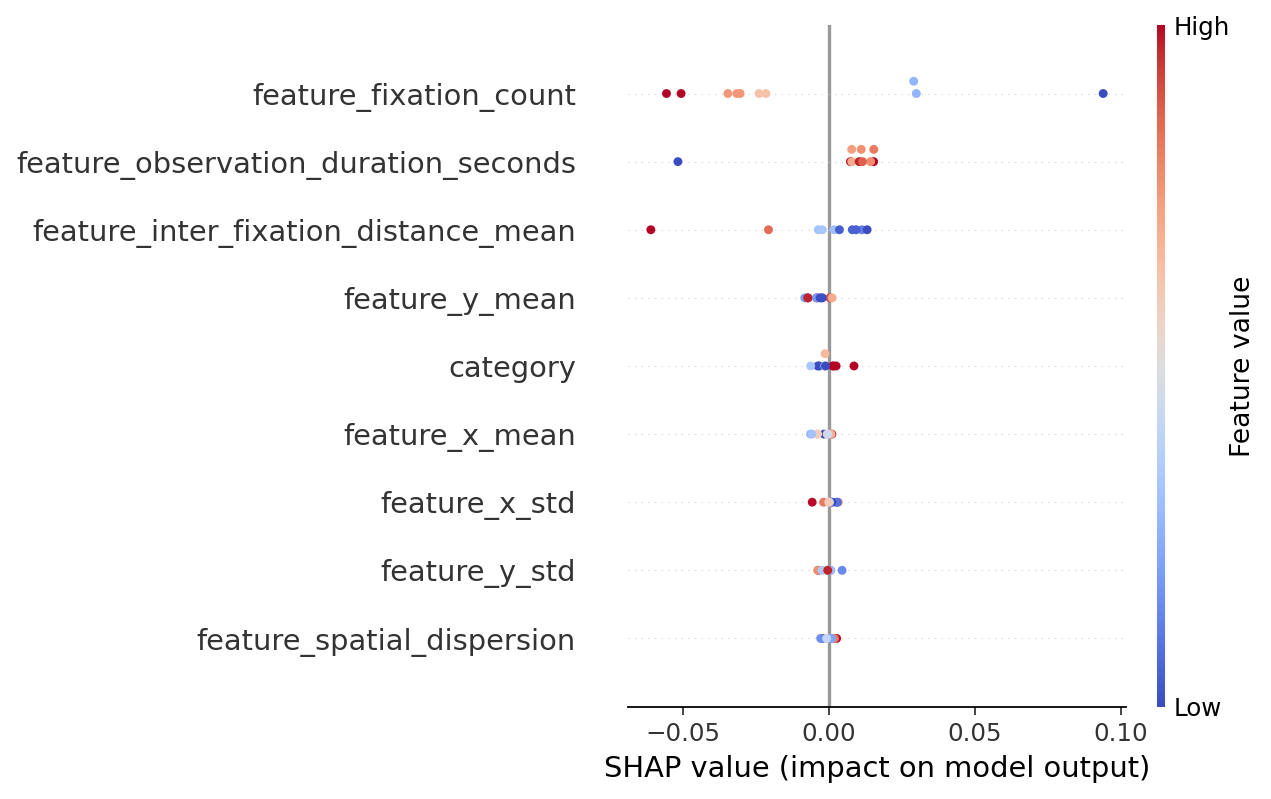 High
feature_fixation_count
feature_observation_duration_seconds
feature_inter_fixation_distance_mean
feature_y_mean
category
feature_x_mean
feature_x_std
feature_y_std
feature_spatial_dispersion
Feature value
Low
−0.05 0.00 0.05 0.10
SHAP value (impact on model output)